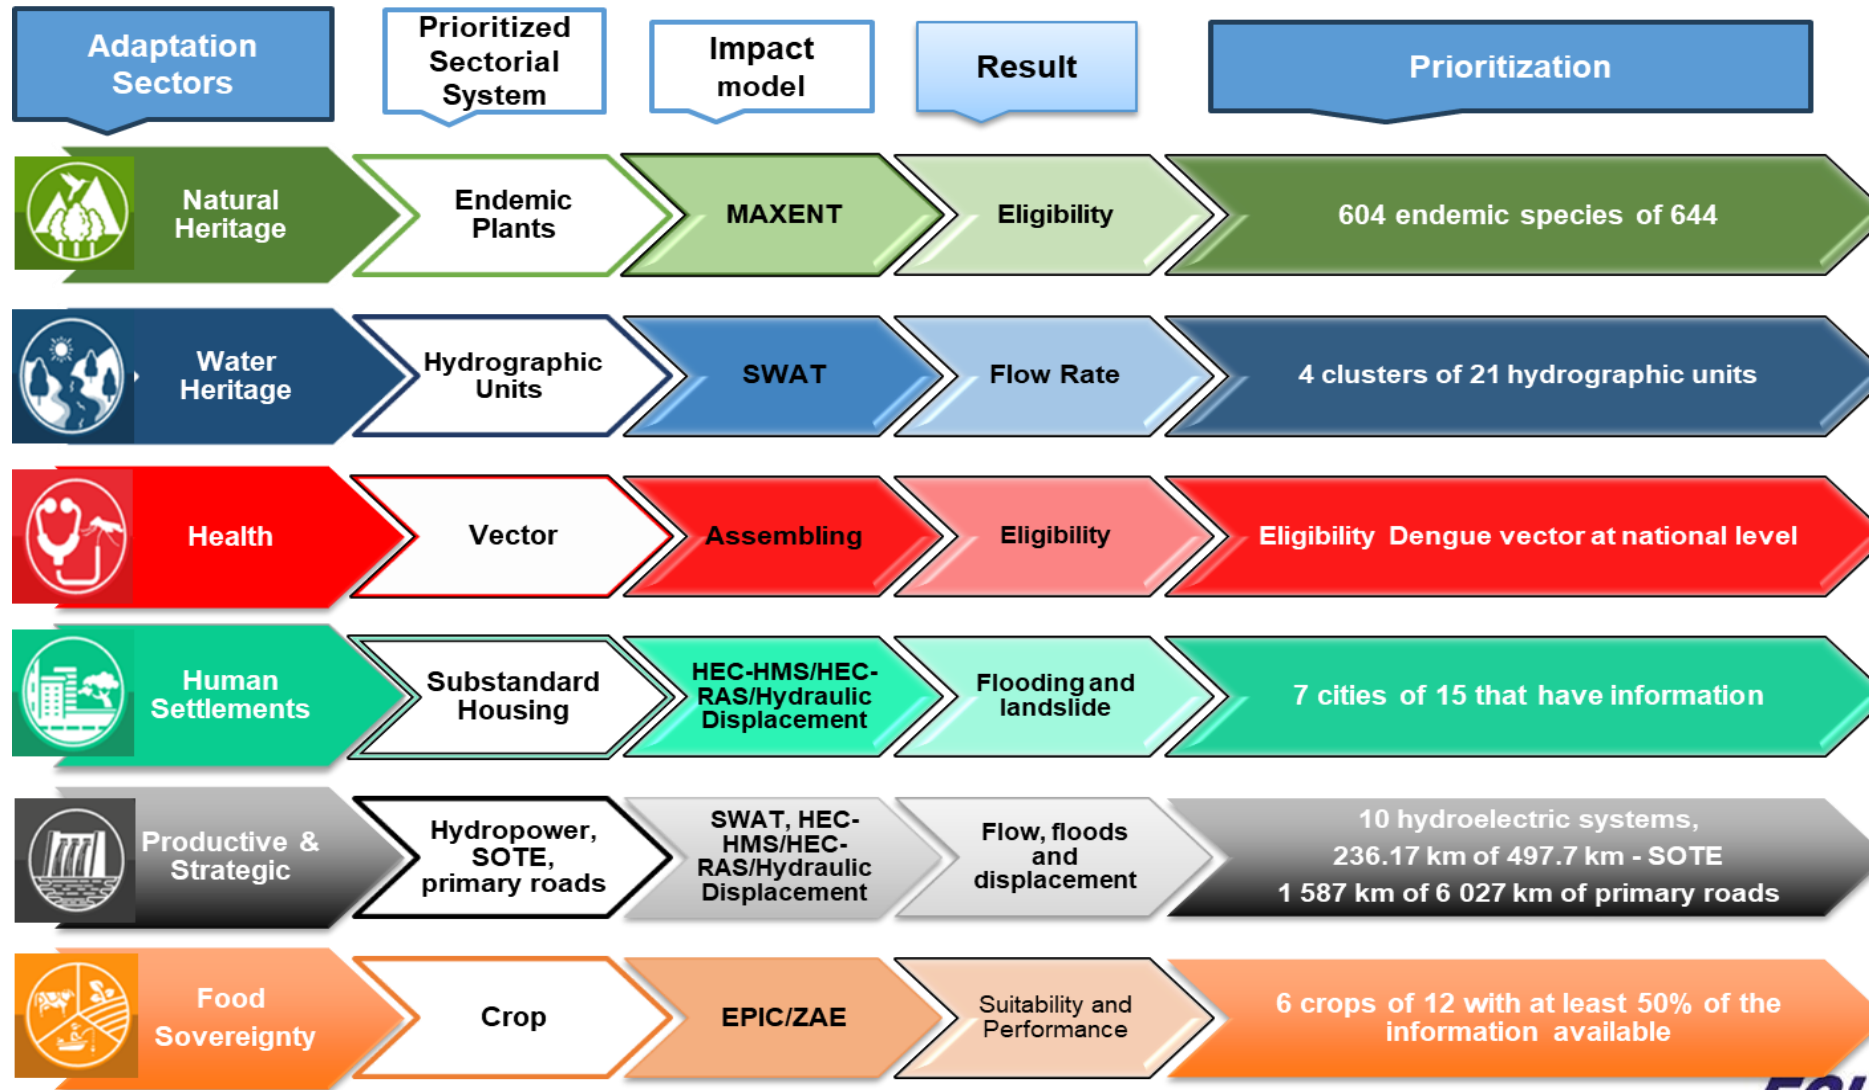 Adaptation
Sectors
Prioritized
Sectorial
System
Impact
model
Result
Prioritization
Natural
Heritage
Endemic
Plants
MAXENT
Eligibility
604 endemic species of 644
Water
Heritage
Hydrographic
Units
SWAT
Flow Rate
4 clusters of 21 hydrographic units
Health
Vector
Assembling
Eligibility
Eligibility Dengue vector at national level
Human
Settlements
Substandard
Housing
HEC-HMS/HEC-
RAS/Hydraulic
Displacement
Flooding and
landslide
7 cities of 15 that have information
Productive &
Strategic
Hydropower,
SOTE,
primary roads
SWAT, HEC-
HMS/HEC-
RAS/Hydraulic
Displacement
Flow, floods
and
displacement
10 hydroelectric systems,
236.17 km of 497.7 km - SOTE
1 587 km of 6 027 km of primary roads
Food
Sovereignty
Crop
EPIC/ZAE
Suitability and
Performance
6 crops of 12 with at least 50% of the
information available